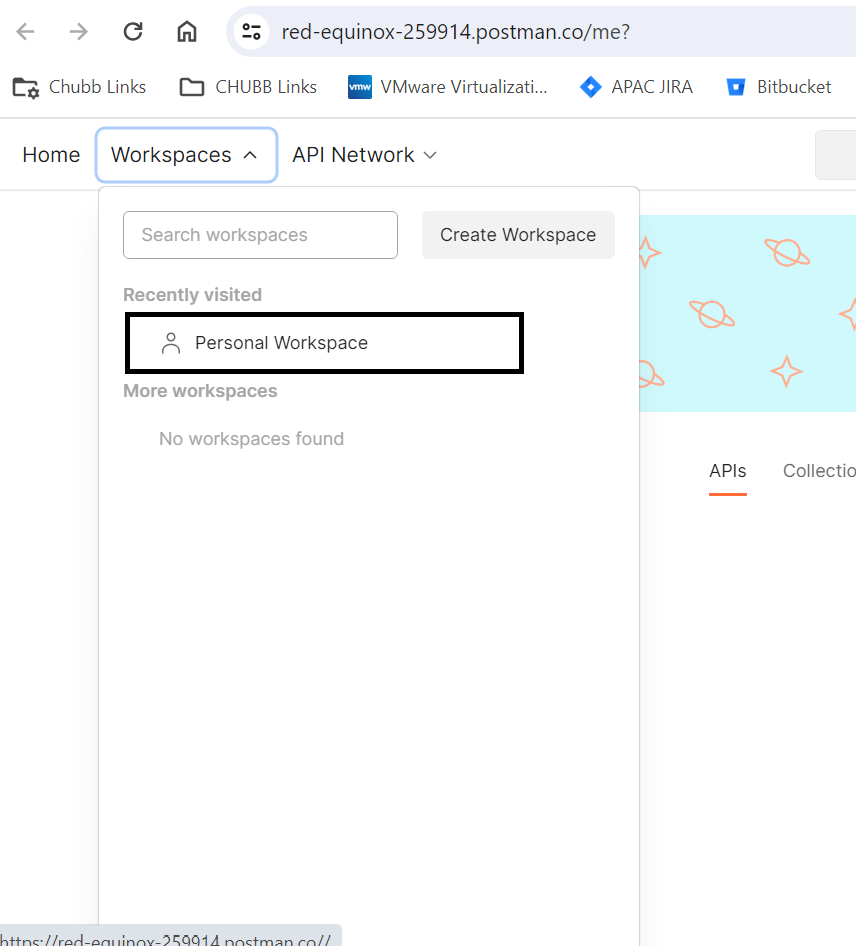 red-equinox-259914.postman.co/me?
Chubb Links CHUBB Links vmw VMware Virtualizati... APAC JIRA Bitbucket
Home Workspaces API Network
Search workspaces Create Workspace
Recently visited
Personal Workspace
More workspaces
No workspaces found
APIs Collectio
https://red-equinox-259914.postman.co//